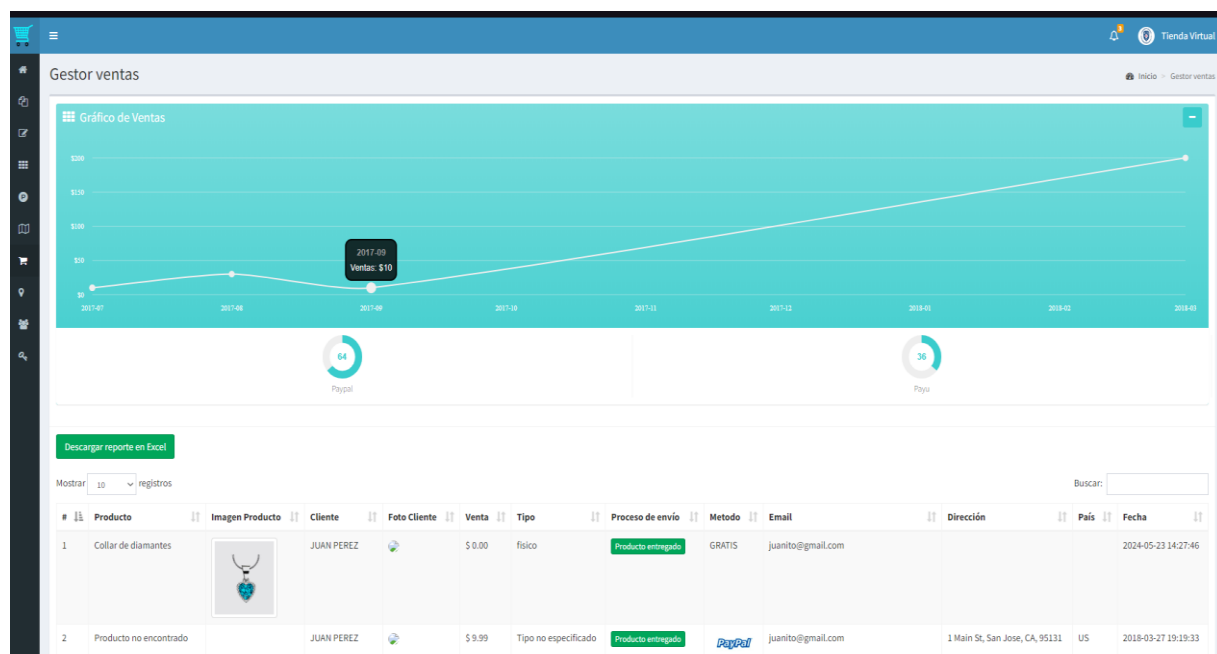 3
Tienda Virtual
Gestor ventas
Inicio > Gestor ventas
Gráfico de Ventas
$200
$150
$100
$50
$0
2017-09
Ventas: $10
2017-07 2017-08 2017-09 2017-10 2017-11 2017-12 2018-01 2018-02 2018-03
64 36
Paypal Payu
Descargar reporte en Excel
Mostrar 10 registros Buscar:
# Producto Imagen Producto Cliente Foto Cliente Venta Tipo Proceso de envío Metodo Email Dirección País Fecha
1 Collar de diamantes JUAN PEREZ $ 0.00 fisico Producto entregado GRATIS juanito@gmail.com 2024-05-23 14:27:46
2 Producto no encontrado JUAN PEREZ $ 9.99 Tipo no especificado Producto entregado PayPal juanito@gmail.com 1 Main St, San Jose, CA, 95131 US 2018-03-27 19:19:33